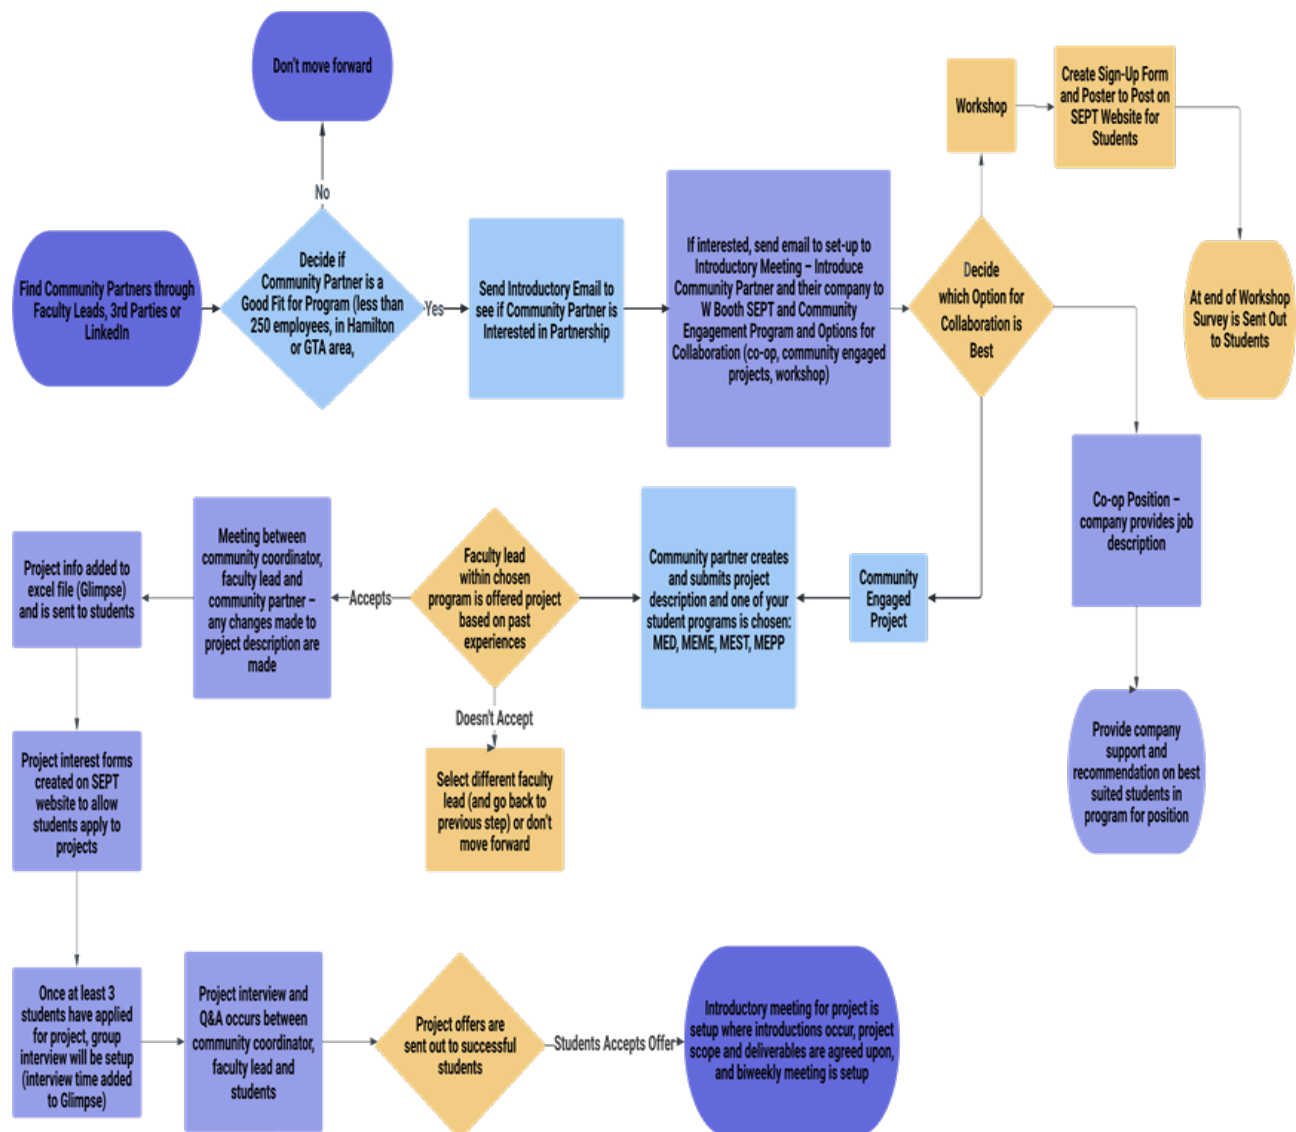 Don't move forward
No
Find Community Partners through
Faculty Leads, 3rd Parties or
LinkedIn
Decide if
Community Partner is a
Good Fit for Program (less than
250 employees, in Hamilton
or GTA area,
Yes
Send Introductory Email to
see if Community Partner is
Interested in Partnership
If interested, send email to set-up to
Introductory Meeting – Introduce
Community Partner and their company to
W Booth SEPT and Community
Engagement Program and Options for
Collaboration (co-op, community engaged
projects, workshop)
Decide
which Option for
Collaboration is
Best
Workshop
Create Sign-Up Form
and Poster to Post on
SEPT Website for
Students
At end of Workshop
Survey is Sent Out
to Students
Co-op Position –
company provides job
description
Provide company
support and
recommendation on best
suited students in
program for position
Community
Engaged
Project
Community partner creates
and submits project
description and one of your
student programs is chosen:
MED, MEME, MEST, MEPP
Faculty lead
within chosen
program is offered project
based on past
experiences
Accepts
Doesn't Accept
Select different faculty
lead (and go back to
previous step) or don't
move forward
Meeting between
community coordinator,
faculty lead and
community partner –
any changes made to
project description are
made
Project info added to
excel file (Glimpse)
and is sent to students
Project interest forms
created on SEPT
website to allow
students apply to
projects
Once at least 3
students have applied
for project, group
interview will be setup
(interview time added
to Glimpse)
Project interview and
Q&A occurs between
community coordinator,
faculty lead and
students
Project offers are
sent out to successful
students
Students Accepts Offer
Introductory meeting for project is
setup where introductions occur, project
scope and deliverables are agreed upon,
and biweekly meeting is setup